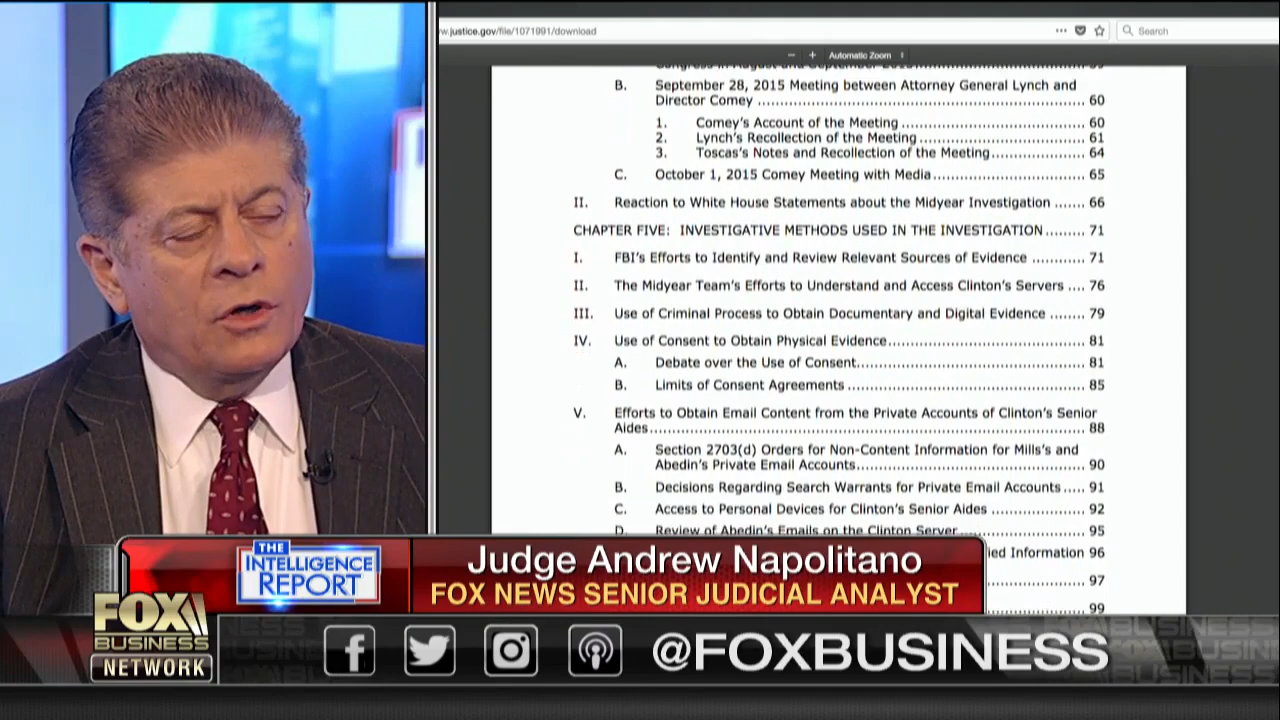 w.justice.gov/file/1071991/download
Search
Automatic Zoom
Congress in August and September 2015
B. September 28, 2015 Meeting between Attorney General Lynch and
Director Comey ........................................................................ 60
1. Comey's Account of the Meeting ........................................ 60
2. Lynch's Recollection of the Meeting ..................................... 61
3. Toscas's Notes and Recollection of the Meeting..................... 64
C. October 1, 2015 Comey Meeting with Media................................ 65
II. Reaction to White House Statements about the Midyear Investigation ....... 66
CHAPTER FIVE: INVESTIGATIVE METHODS USED IN THE INVESTIGATION.......... 71
I. FBI's Efforts to Identify and Review Relevant Sources of Evidence ............ 71
II. The Midyear Team's Efforts to Understand and Access Clinton's Servers .... 76
III. Use of Criminal Process to Obtain Documentary and Digital Evidence ........ 79
IV. Use of Consent to Obtain Physical Evidence................................................ 81
A. Debate over the Use of Consent................................................ 81
B. Limits of Consent Agreements .................................................. 85
V. Efforts to Obtain Email Content from the Private Accounts of Clinton's Senior
Aides................................................................................................ 88
A. Section 2703(d) Orders for Non-Content Information for Mills's and
Abedin's Private Email Accounts................................................ 90
B. Decisions Regarding Search Warrants for Private Email Accounts ..... 91
C. Access to Personal Devices for Clinton's Senior Aides ..................... 92
D. Review of Abedin's Emails on the Clinton Server........................... 95
ied Information 96
97
99
THE
INTELLIGENCE
REPORT
Judge Andrew Napolitano
FOX NEWS SENIOR JUDICIAL ANALYST
FOX
BUSINESS
NETWORK
@FOXBUSINESS